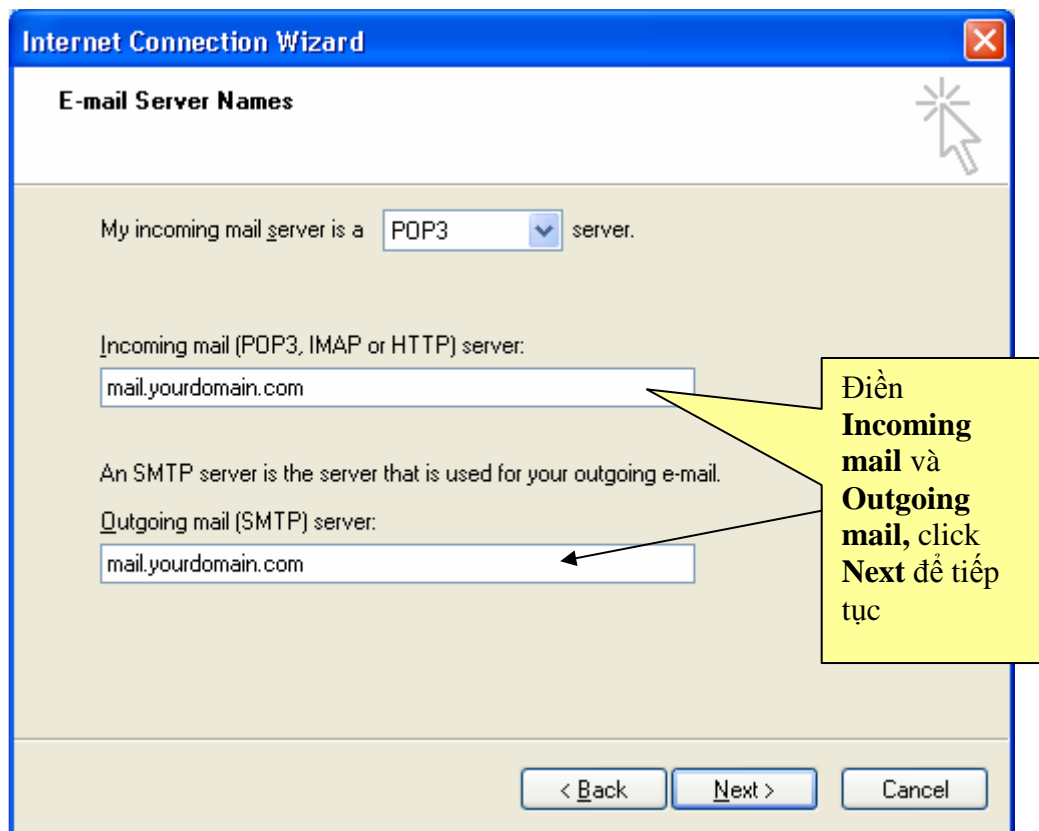 Internet Connection Wizard
E-mail Server Names
My incoming mail server is a POP3 server.
Incoming mail (POP3, IMAP or HTTP) server:
mail.yourdomain.com
An SMTP server is the server that is used for your outgoing e-mail.
Outgoing mail (SMTP) server:
mail.yourdomain.com
Điền
Incoming
mail và
Outgoing
mail, click
Next để tiếp
tục
< Back
Next >
Cancel